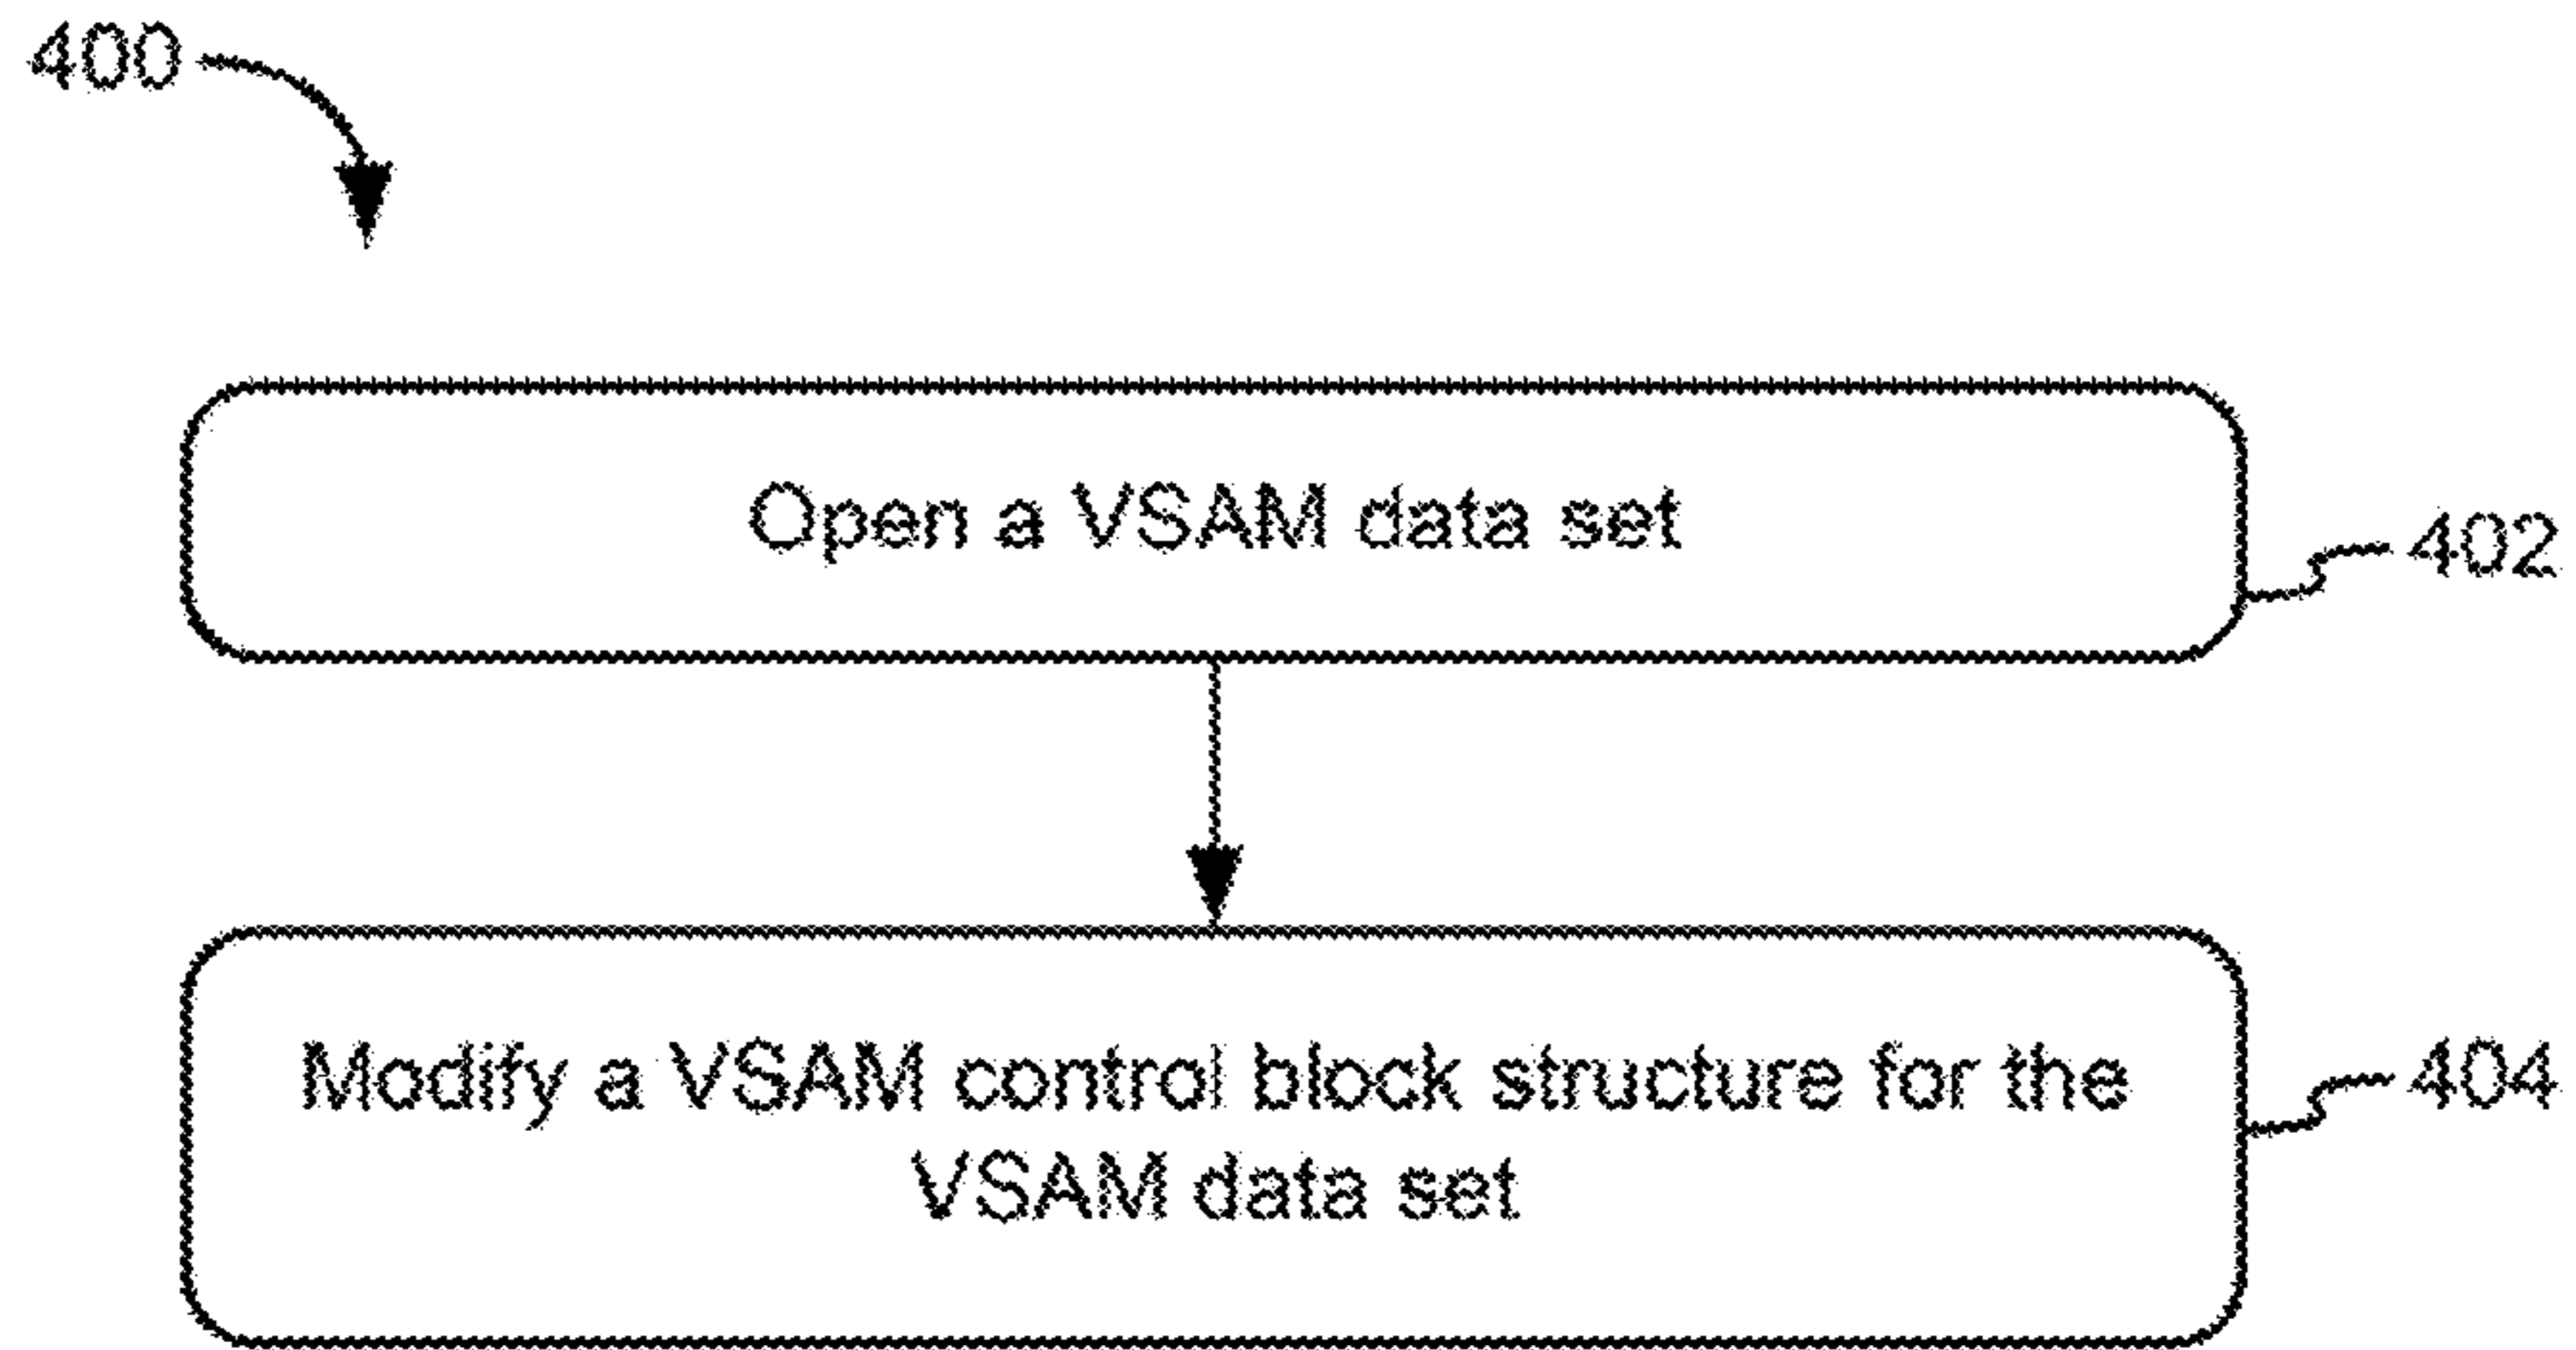 400
Open a VSAM data set
402
Modify a VSAM control block structure for the
VSAM data set
404